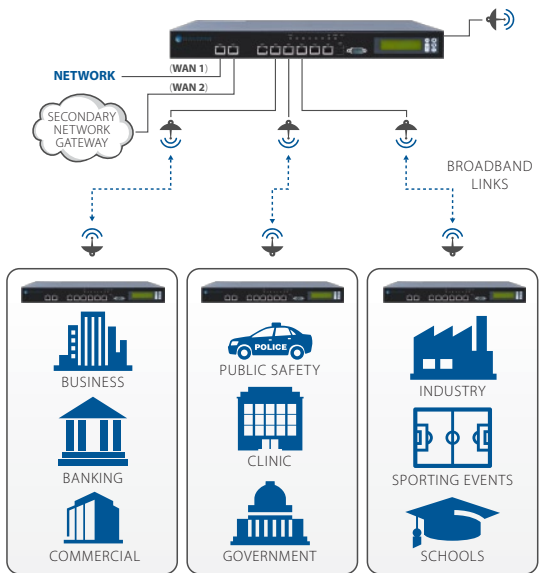 NETWORK
(WAN 1)
(WAN 2)
SECONDARY
NETWORK
GATEWAY
BROADBAND
LINKS
BUSINESS
BANKING
COMMERCIAL
POLICE
PUBLIC SAFETY
CLINIC
GOVERNMENT
INDUSTRY
SPORTING EVENTS
SCHOOLS